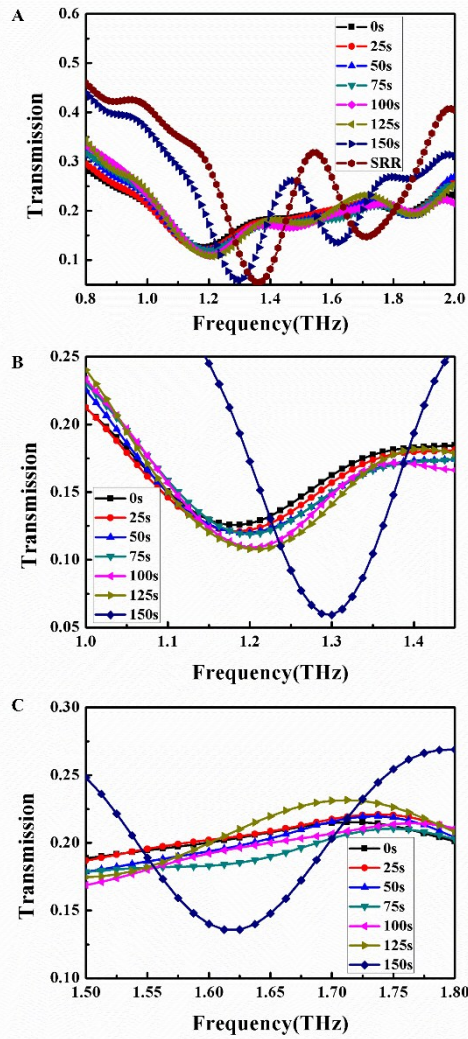 A
0.6
0s
25s
50s
75s
100s
125s
150s
SRR
0.5
0.4
0.3
0.2
0.1
Transmission
0.8 1.0 1.2 1.4 1.6 1.8 2.0
Frequency(THz)
B
0.25
0.20
0.15
0.10
0.05
Transmission
0s
25s
50s
75s
100s
125s
150s
1.0 1.1 1.2 1.3 1.4
Frequency(THz)
C
0.30
0.25
0.20
0.15
0.10
Transmission
0s
25s
50s
75s
100s
125s
150s
1.50 1.55 1.60 1.65 1.70 1.75 1.80
Frequency(THz)